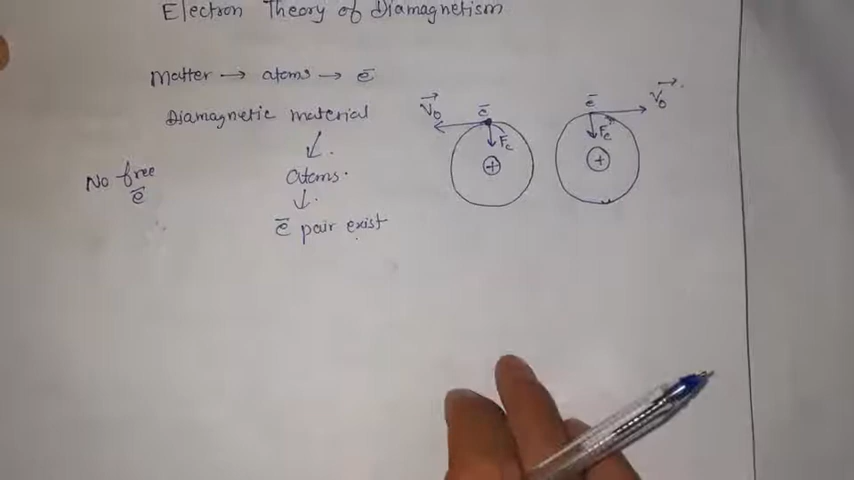 Electron Theory of Diamagnetism
Matter → atoms → e̅
Diamagnetic material
No free
e̅
atoms.
e̅ pair exist
V₀ e̅
Fc
+
e̅ V₀
Fc
+